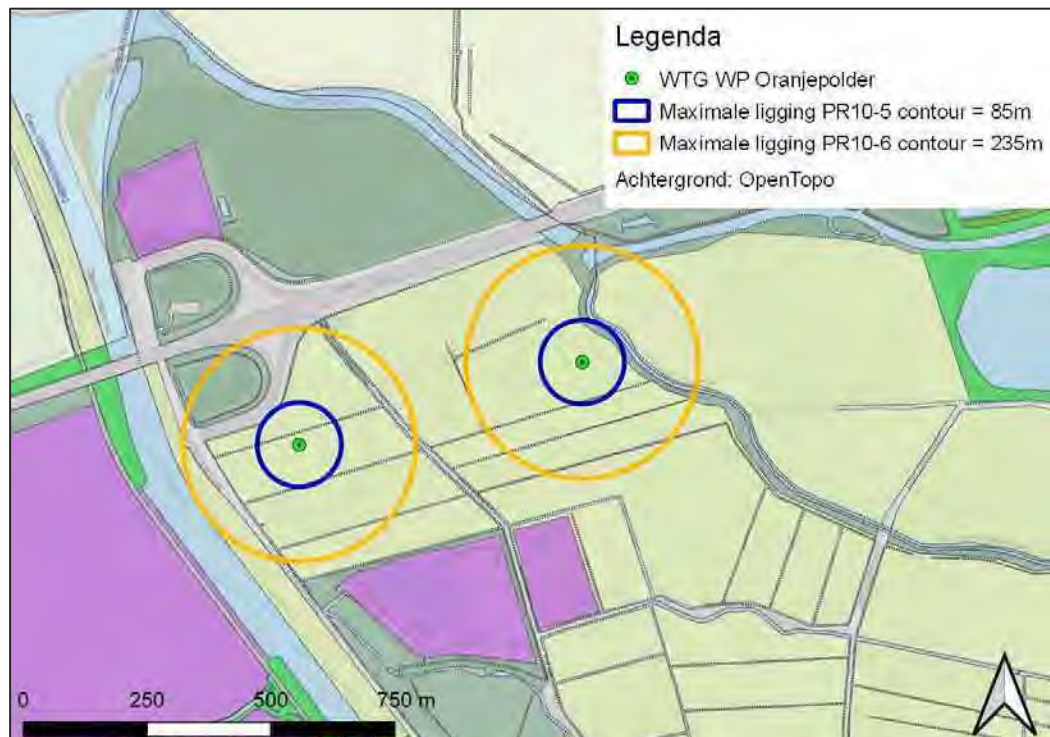 Legenda
WTG WP Oranjepolder
Maximale ligging PR10-5 contour = 85m
Maximale ligging PR10-6 contour = 235m
Achtergrond: OpenTopo
0 250 500 750 m